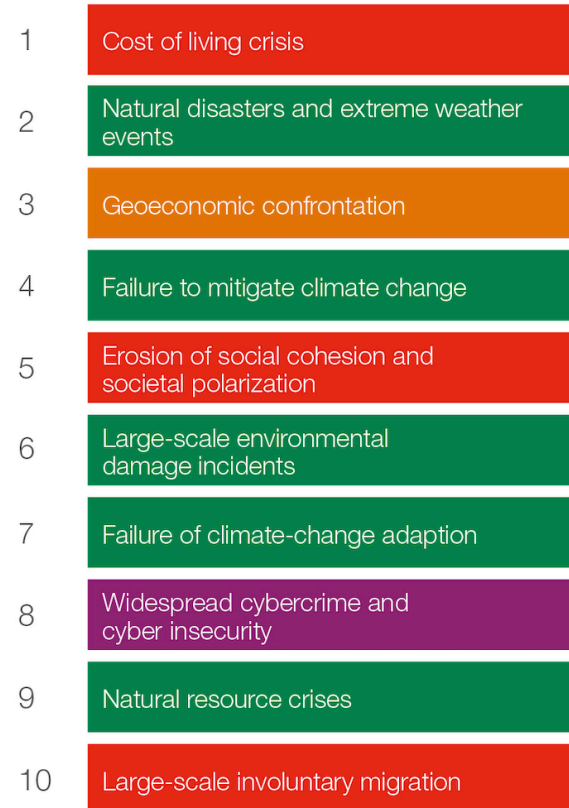 1
Cost of living crisis
2
Natural disasters and extreme weather
events
3
Geoeconomic confrontation
4
Failure to mitigate climate change
5
Erosion of social cohesion and
societal polarization
6
Large-scale environmental
damage incidents
7
Failure of climate-change adaption
8
Widespread cybercrime and
cyber insecurity
9
Natural resource crises
10
Large-scale involuntary migration